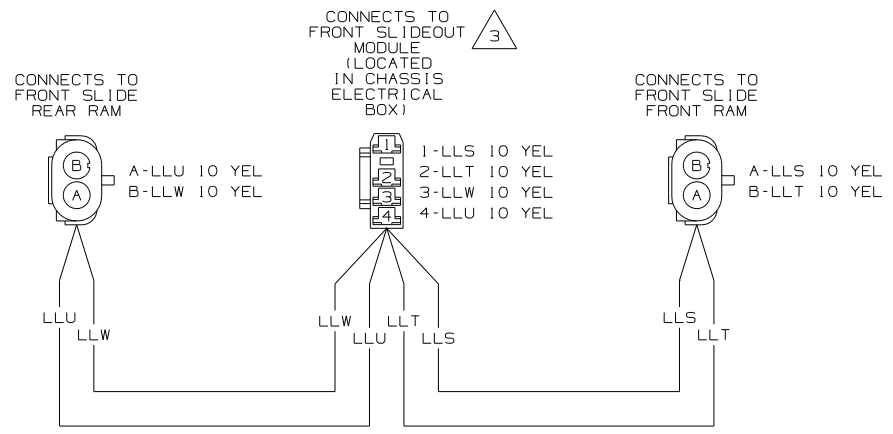 CONNECTS TO
FRONT SLIDEOUT
MODULE
(LOCATED
IN CHASSIS
ELECTRICAL
BOX)
3
CONNECTS TO
FRONT SLIDE
REAR RAM
CONNECTS TO
FRONT SLIDE
FRONT RAM
B
A
A-LLU 10 YEL
B-LLW 10 YEL
1
2
3
4
1-LLS 10 YEL
2-LLT 10 YEL
3-LLW 10 YEL
4-LLU 10 YEL
B
A
A-LLS 10 YEL
B-LLT 10 YEL
LLU
LLW
LLW
LLU
LLT
LLS
LLS
LLT